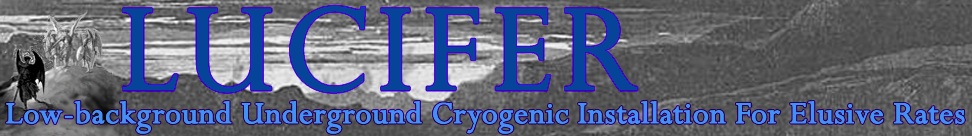 LUCIFER
Low-background Underground Cryogenic Installation For Elusive Rates